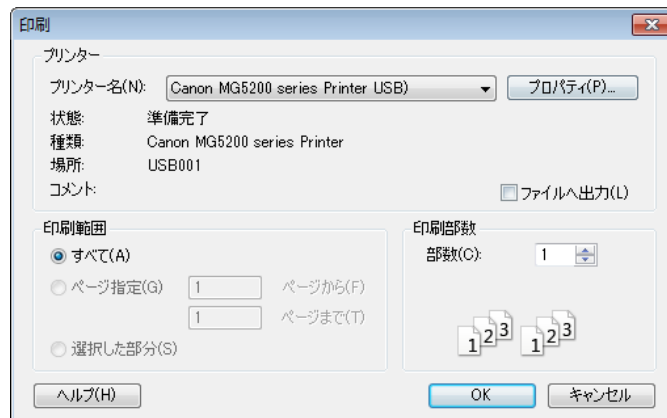 印刷
プリンター
プリンター名(N): Canon MG5200 series Printer USB) プロパティ(P)...
状態: 準備完了
種類: Canon MG5200 series Printer
場所: USB001
コメント: ファイルへ出力(L)
印刷範囲
すべて(A)
ページ指定(G) 1 ページから(F)
1 ページまで(T)
選択した部分(S)
印刷部数
部数(C): 1
1 2 3 1 2 3
ヘルプ(H) OK キャンセル